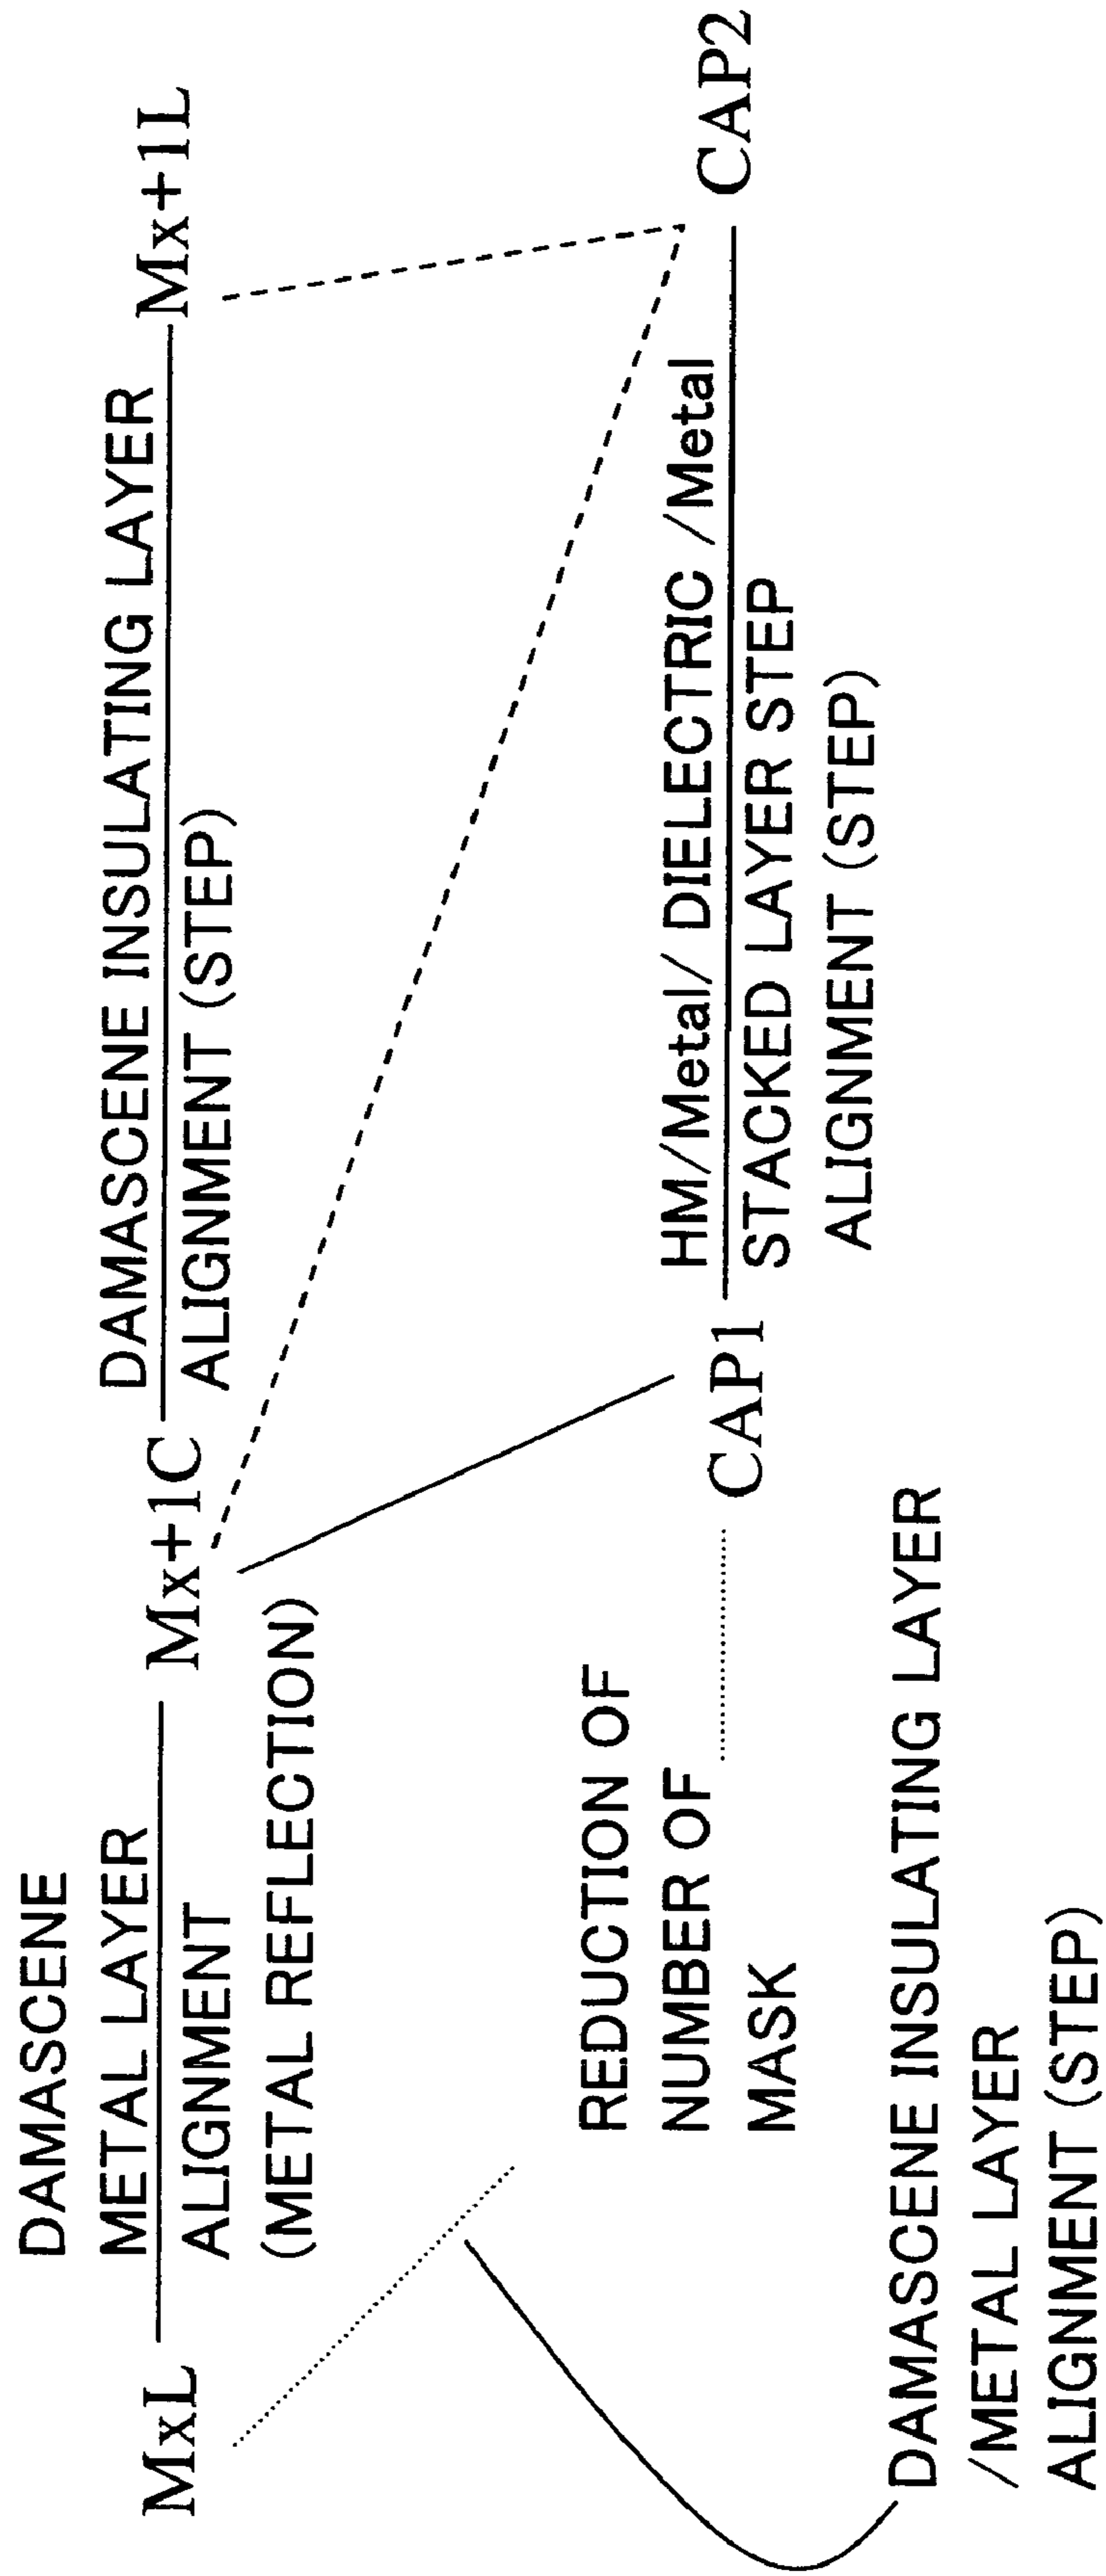 DAMASCENE
METAL LAYER
ALIGNMENT
(METAL REFLECTION)
MxL
Mx+1C
DAMASCENE INSULATING LAYER
ALIGNMENT (STEP)
Mx+1L
REDUCTION OF
NUMBER OF
MASK
CAP1
HM/Metal/ DIELECTRIC /Metal
STACKED LAYER STEP
ALIGNMENT (STEP)
CAP2
DAMASCENE INSULATING LAYER
/METAL LAYER
ALIGNMENT (STEP)